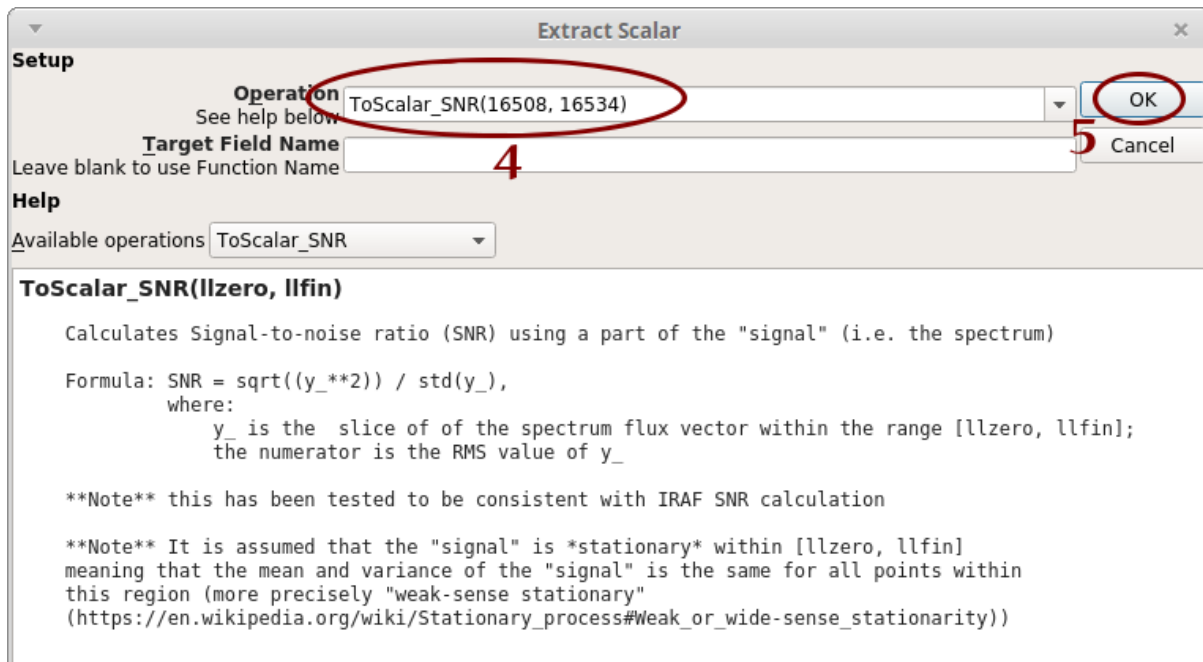 Extract Scalar
Setup
Operation
See help below
ToScalar_SNR(16508, 16534)
OK
Target Field Name
Leave blank to use Function Name
4
5
Cancel
Help
Available operations ToScalar_SNR
ToScalar_SNR(llzero, llfin)
Calculates Signal-to-noise ratio (SNR) using a part of the "signal" (i.e. the spectrum)
Formula: SNR = sqrt((y_**2)) / std(y_),
where:
y_ is the  slice of of the spectrum flux vector within the range [llzero, llfin];
the numerator is the RMS value of y_
**Note** this has been tested to be consistent with IRAF SNR calculation
**Note** It is assumed that the "signal" is *stationary* within [llzero, llfin]
meaning that the mean and variance of the "signal" is the same for all points within
this region (more precisely "weak-sense stationary"
(https://en.wikipedia.org/wiki/Stationary_process#Weak_or_wide-sense_stationarity))